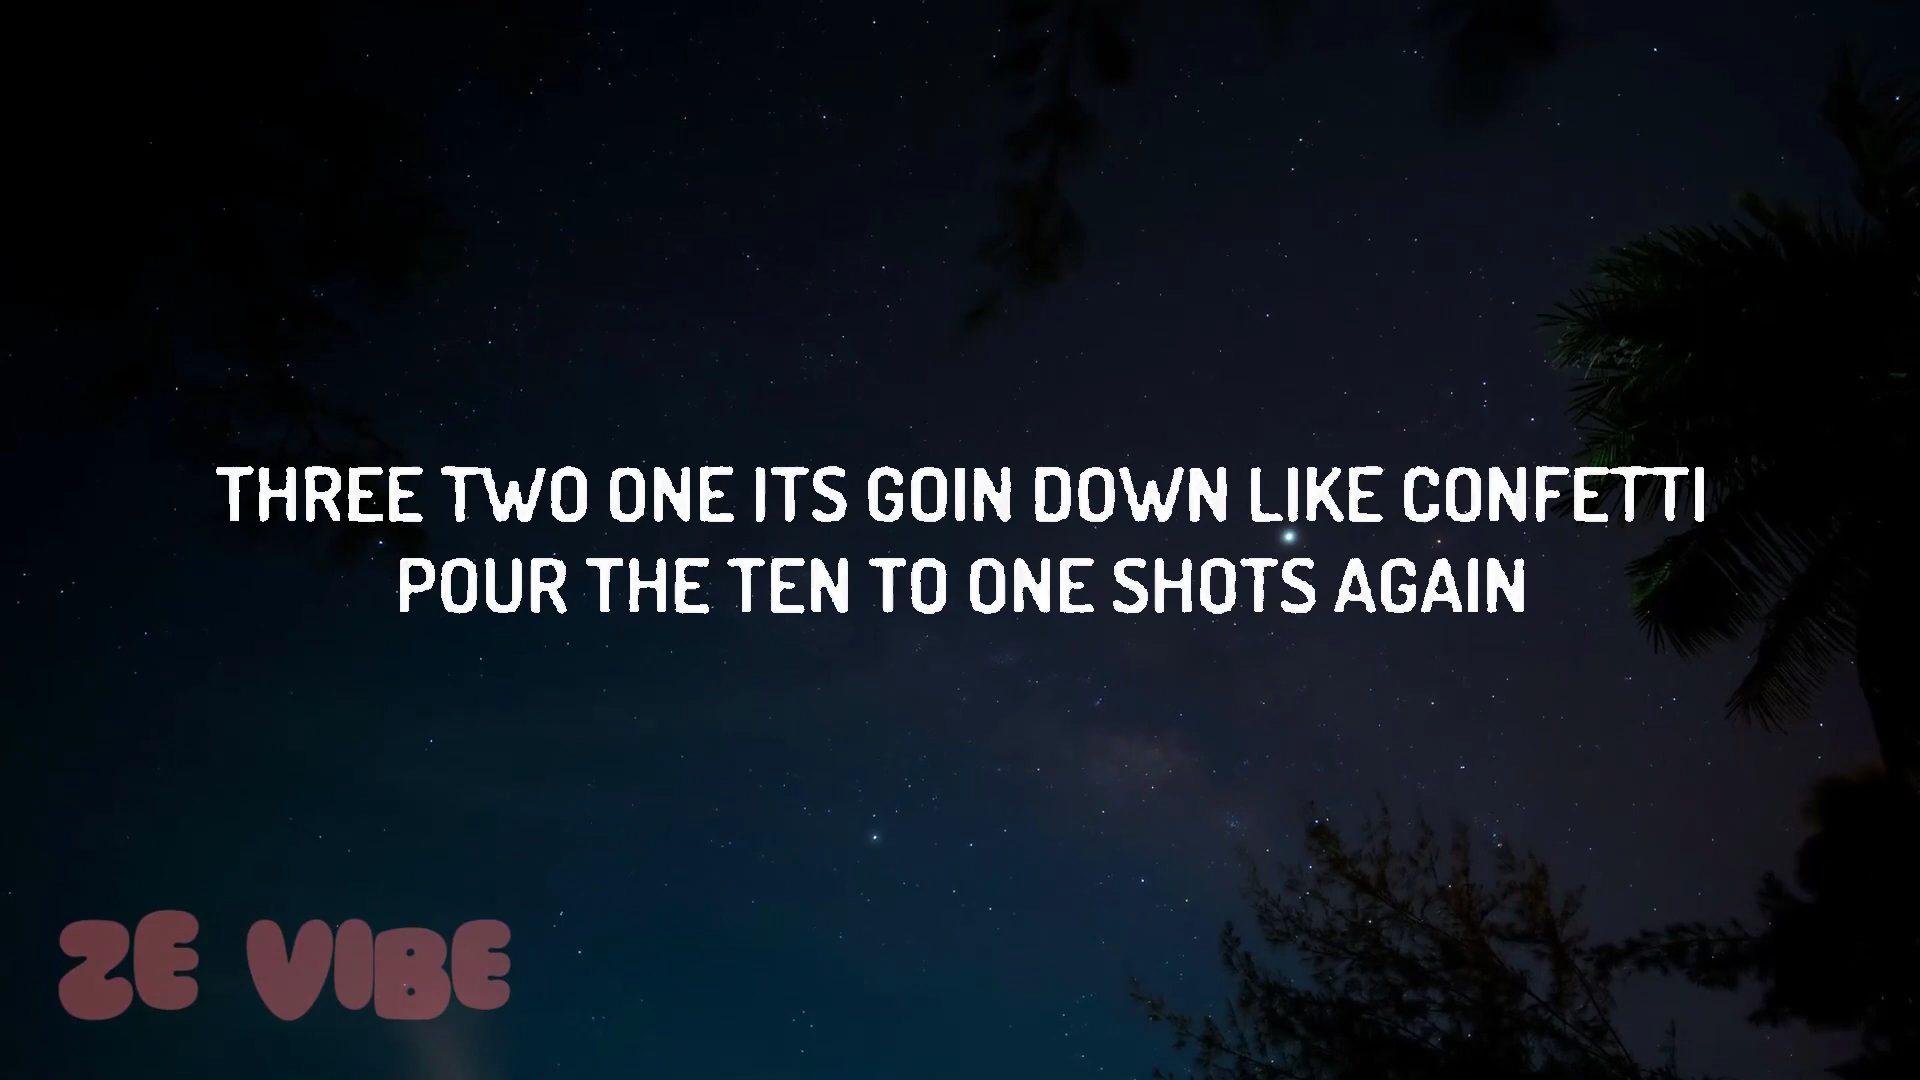 THREE TWO ONE ITS GOIN DOWN LIKE CONFETTI
POUR THE TEN TO ONE SHOTS AGAIN
ZE VIBE